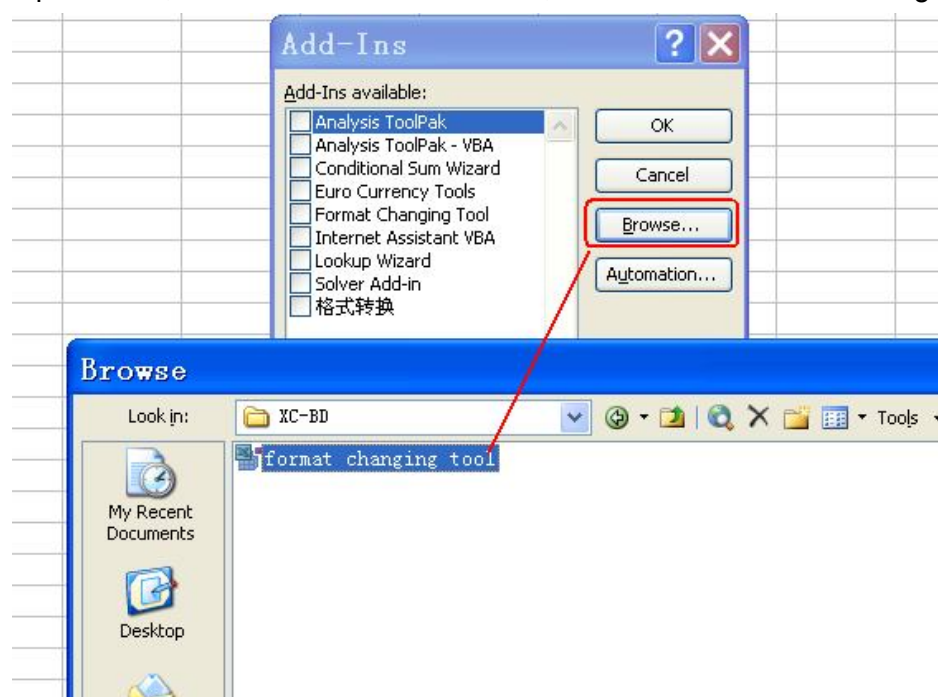 Add-Ins
Add-Ins available:
Analysis ToolPak
Analysis ToolPak - VBA
Conditional Sum Wizard
Euro Currency Tools
Format Changing Tool
Internet Assistant VBA
Lookup Wizard
Solver Add-in
格式转换
OK
Cancel
Browse...
Automation...
Browse
Look in:
XC-BD
Tools
format changing tool
My Recent
Documents
Desktop